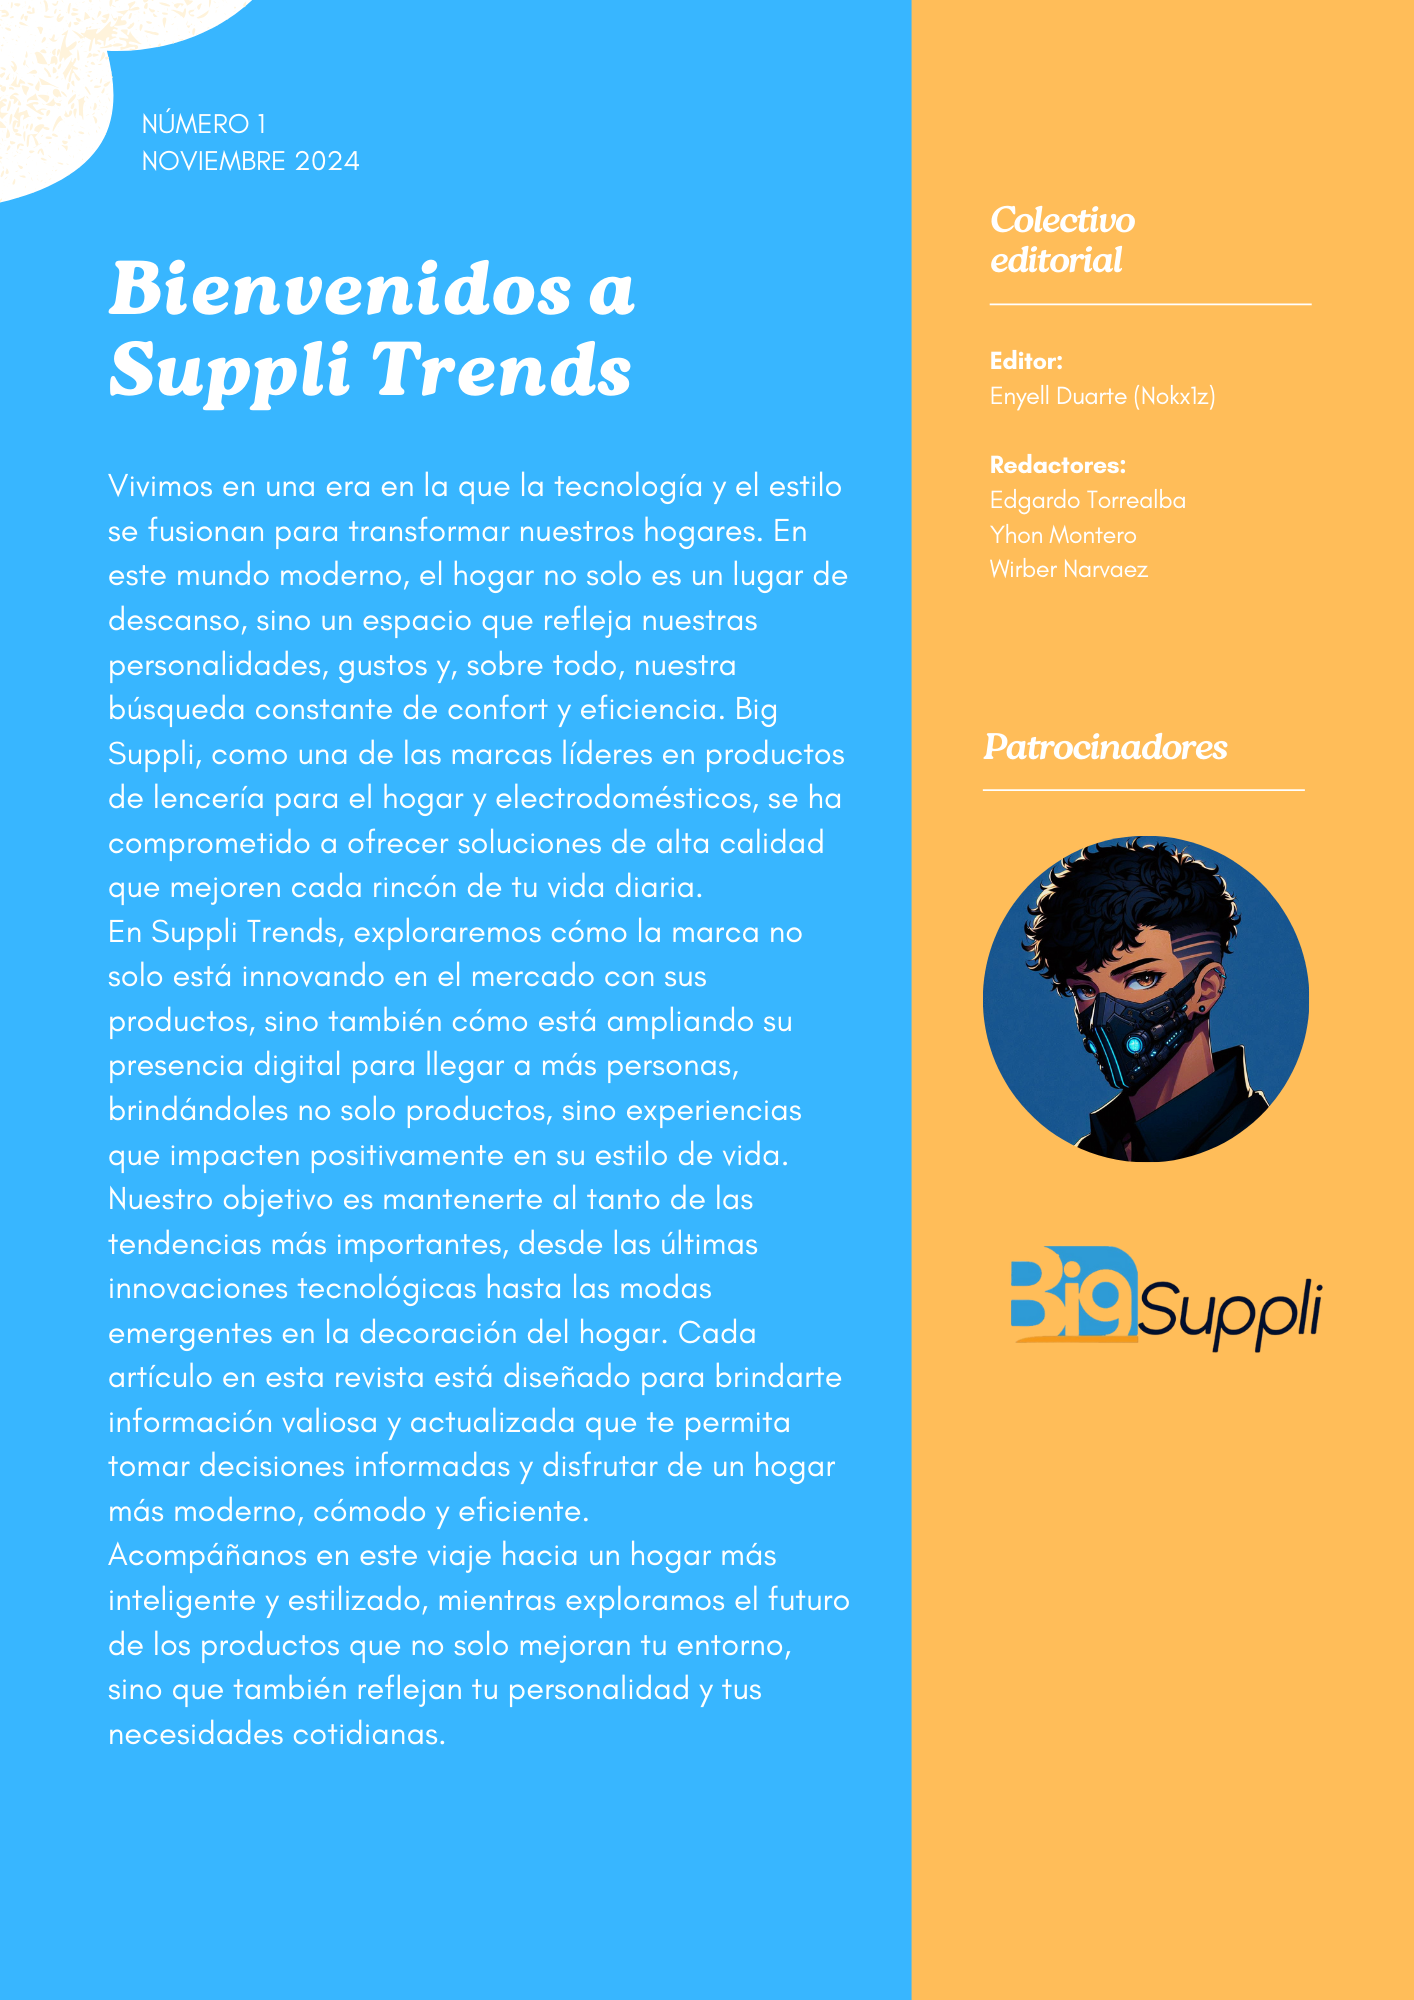 NÚMERO 1
NOVIEMBRE 2024
Bienvenidos a
Suppli Trends
Vivimos en una era en la que la tecnología y el estilo
se fusionan para transformar nuestros hogares. En
este mundo moderno, el hogar no solo es un lugar de
descanso, sino un espacio que refleja nuestras
personalidades, gustos y, sobre todo, nuestra
búsqueda constante de confort y eficiencia. Big
Suppli, como una de las marcas líderes en productos
de lencería para el hogar y electrodomésticos, se ha
comprometido a ofrecer soluciones de alta calidad
que mejoren cada rincón de tu vida diaria.
En Suppli Trends, exploraremos cómo la marca no
solo está innovando en el mercado con sus
productos, sino también cómo está ampliando su
presencia digital para llegar a más personas,
brindándoles no solo productos, sino experiencias
que impacten positivamente en su estilo de vida.
Nuestro objetivo es mantenerte al tanto de las
tendencias más importantes, desde las últimas
innovaciones tecnológicas hasta las modas
emergentes en la decoración del hogar. Cada
artículo en esta revista está diseñado para brindarte
información valiosa y actualizada que te permita
tomar decisiones informadas y disfrutar de un hogar
más moderno, cómodo y eficiente.
Acompáñanos en este viaje hacia un hogar más
inteligente y estilizado, mientras exploramos el futuro
de los productos que no solo mejoran tu entorno,
sino que también reflejan tu personalidad y tus
necesidades cotidianas.
Colectivo
editorial
Editor:
Enyell Duarte (Nokx1z)
Redactores:
Edgardo Torrealba
Yhon Montero
Wirber Narvaez
Patrocinadores
Big Suppli